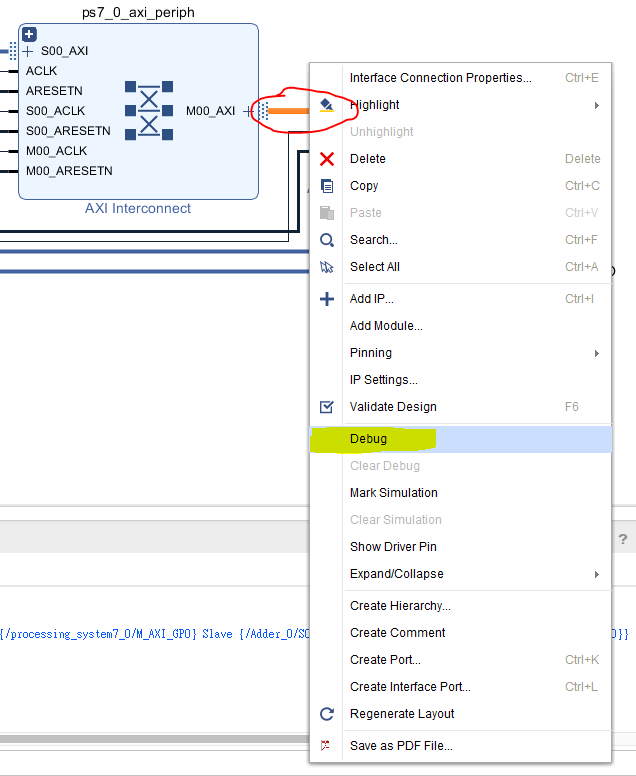 ps7_0_axi_periph
S00_AXI
ACLK
ARESETN
S00_ACLK
S00_ARESETN
M00_ACLK
M00_ARESETN
M00_AXI
AXI Interconnect
Interface Connection Properties... Ctrl+E
Highlight
Unhighlight
Delete Delete
Copy Ctrl+C
Paste Ctrl+V
Search... Ctrl+F
Select All Ctrl+A
Add IP... Ctrl+I
Add Module...
Pinning
IP Settings...
Validate Design F6
Debug
Clear Debug
Mark Simulation
Clear Simulation
Show Driver Pin
Expand/Collapse
Create Hierarchy...
Create Comment
Create Port... Ctrl+K
Create Interface Port... Ctrl+L
Regenerate Layout
Save as PDF File...
?
{/processing_system7_0/M_AXI_GP0} Slave {/Adder_0/S0